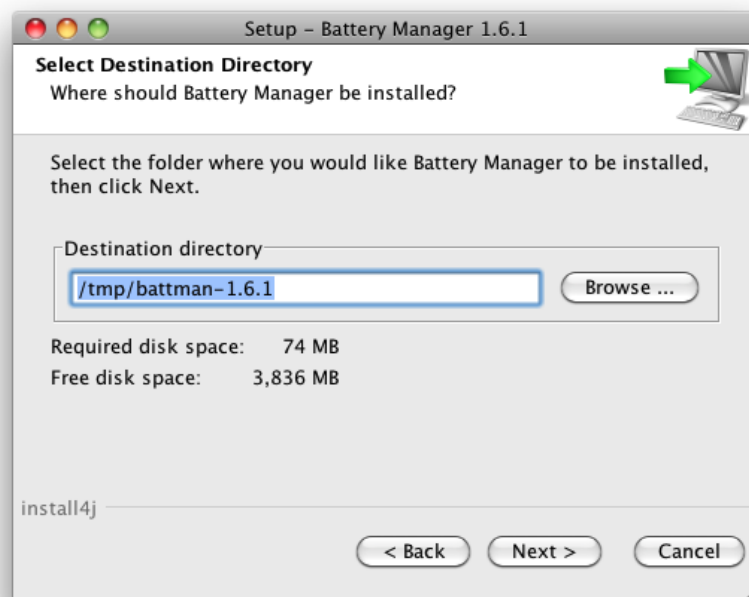 Setup – Battery Manager 1.6.1
Select Destination Directory
Where should Battery Manager be installed?
Select the folder where you would like Battery Manager to be installed,
then click Next.
Destination directory
/tmp/battman-1.6.1
Browse ...
Required disk space: 74 MB
Free disk space: 3,836 MB
install4j
< Back Next > Cancel